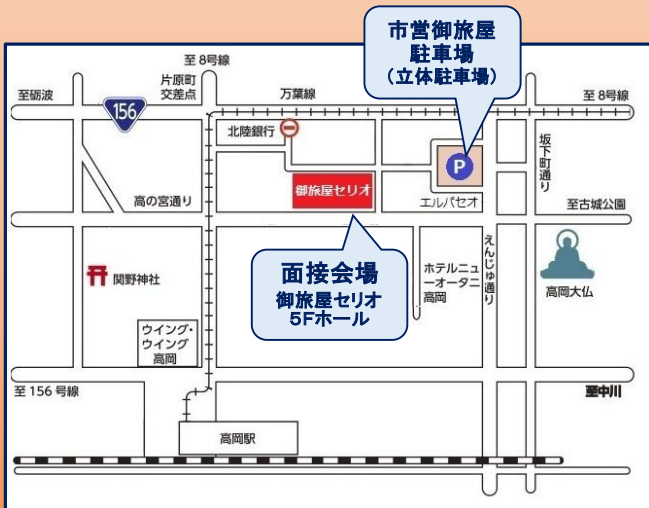 市営御旅屋
駐車場
（立体駐車場）
至 8号線
至砺波
156
片原町
交差点
万葉線
至 8号線
北陸銀行
P
坂下町通り
御旅屋セリオ
エルパセオ
高の宮通り
至古城公園
関野神社
面接会場
御旅屋セリオ
5Fホール
ホテルニュ
ーオータニ
高岡
えんじゅ通り
高岡大仏
ウイング・
ウイング
高岡
至 156 号線
至中川
高岡駅